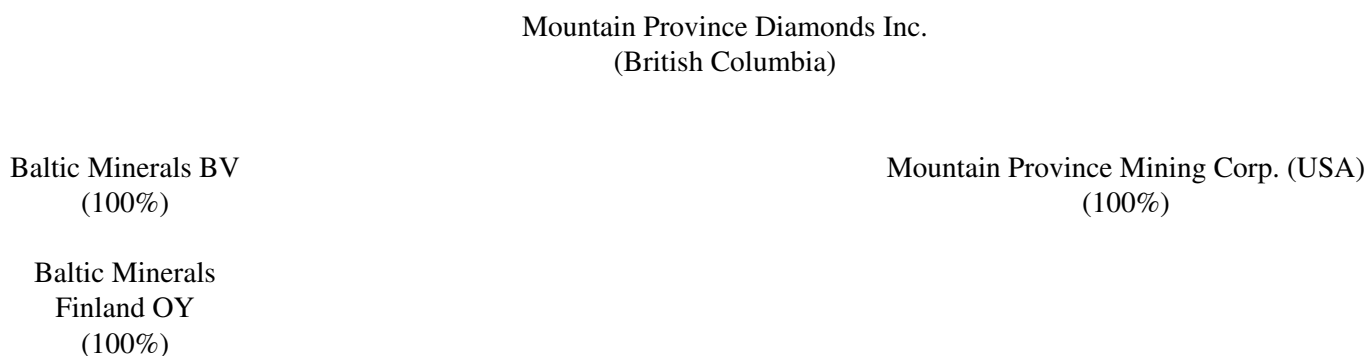 Mountain Province Diamonds Inc.
(British Columbia)
Baltic Minerals BV
(100%)
Mountain Province Mining Corp. (USA)
(100%)
Baltic Minerals
Finland OY
(100%)